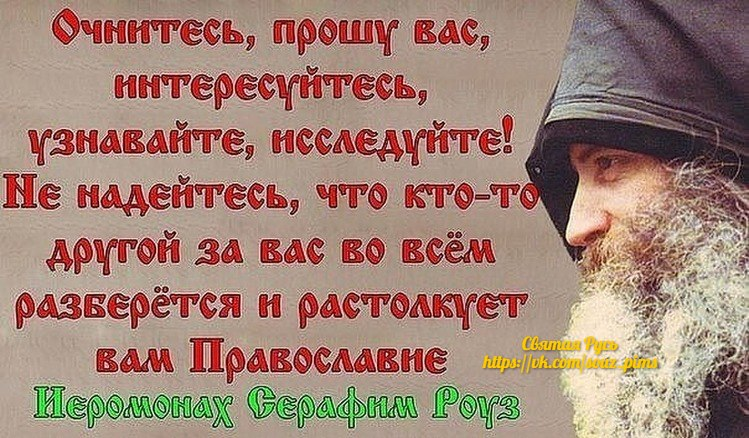 Очнитесь, прошу вас,
интересуйтесь,
узнавайте, исследуйте!
Не надейтесь, что кто-то
другой за вас во всём
разберётся и растолкует
вам Православие
Иеромонах Серафим Роуз
Святая Русь
https://vk.com/souz_pims